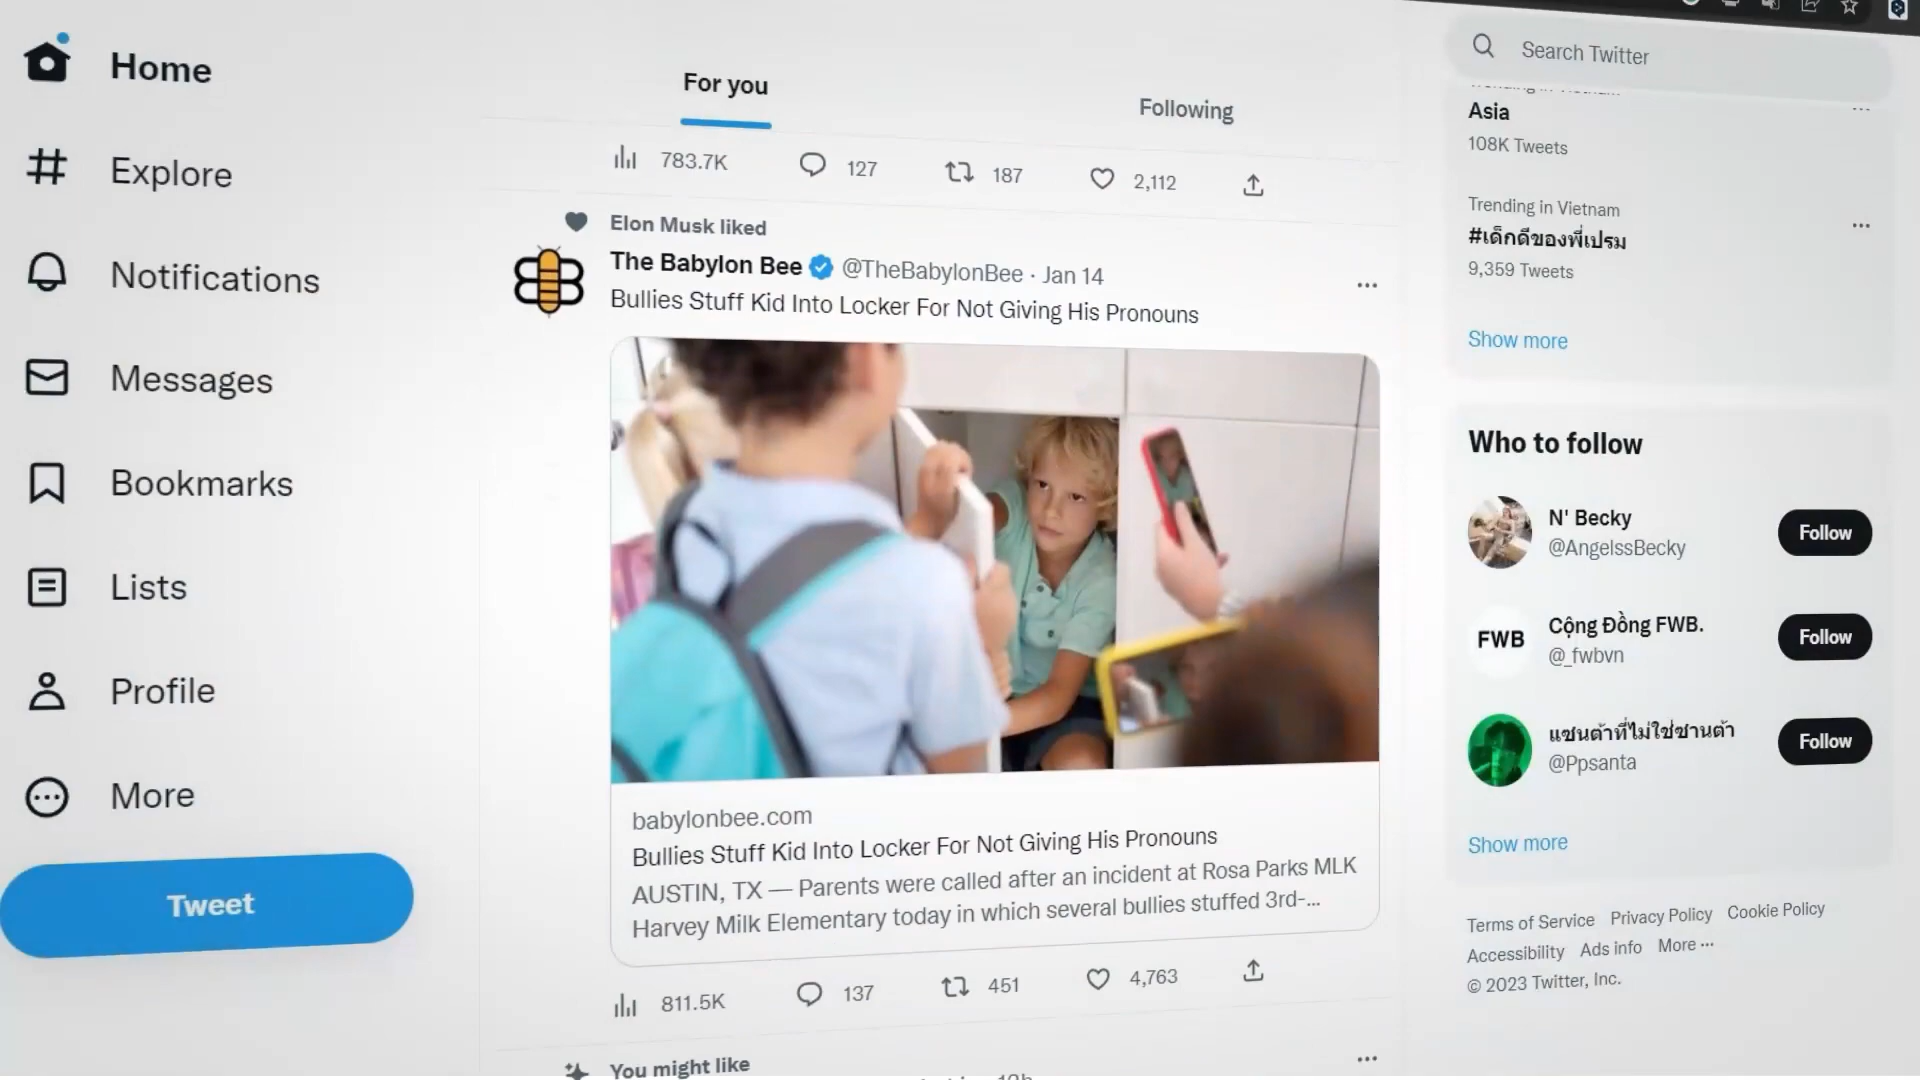 Home
Explore
Notifications
Messages
Bookmarks
Lists
Profile
More
Tweet
For you
Following
783.7K 127 187 2,112
Elon Musk liked
The Babylon Bee @TheBabylonBee · Jan 14
Bullies Stuff Kid Into Locker For Not Giving His Pronouns
babylonbee.com
Bullies Stuff Kid Into Locker For Not Giving His Pronouns
AUSTIN, TX — Parents were called after an incident at Rosa Parks MLK
Harvey Milk Elementary today in which several bullies stuffed 3rd-...
811.5K 137 451 4,763
You might like
Search Twitter
Asia
108K Tweets
Trending in Vietnam
#เด็กดีของพี่เปรม
9,359 Tweets
Show more
Who to follow
N' Becky
@AngelssBecky
Follow
FWB
Cộng Đồng FWB.
@_fwbvn
Follow
แซนต้าที่ไม่ใช่ซานต้า
@Ppsanta
Follow
Show more
Terms of Service Privacy Policy Cookie Policy
Accessibility Ads info More ···
© 2023 Twitter, Inc.